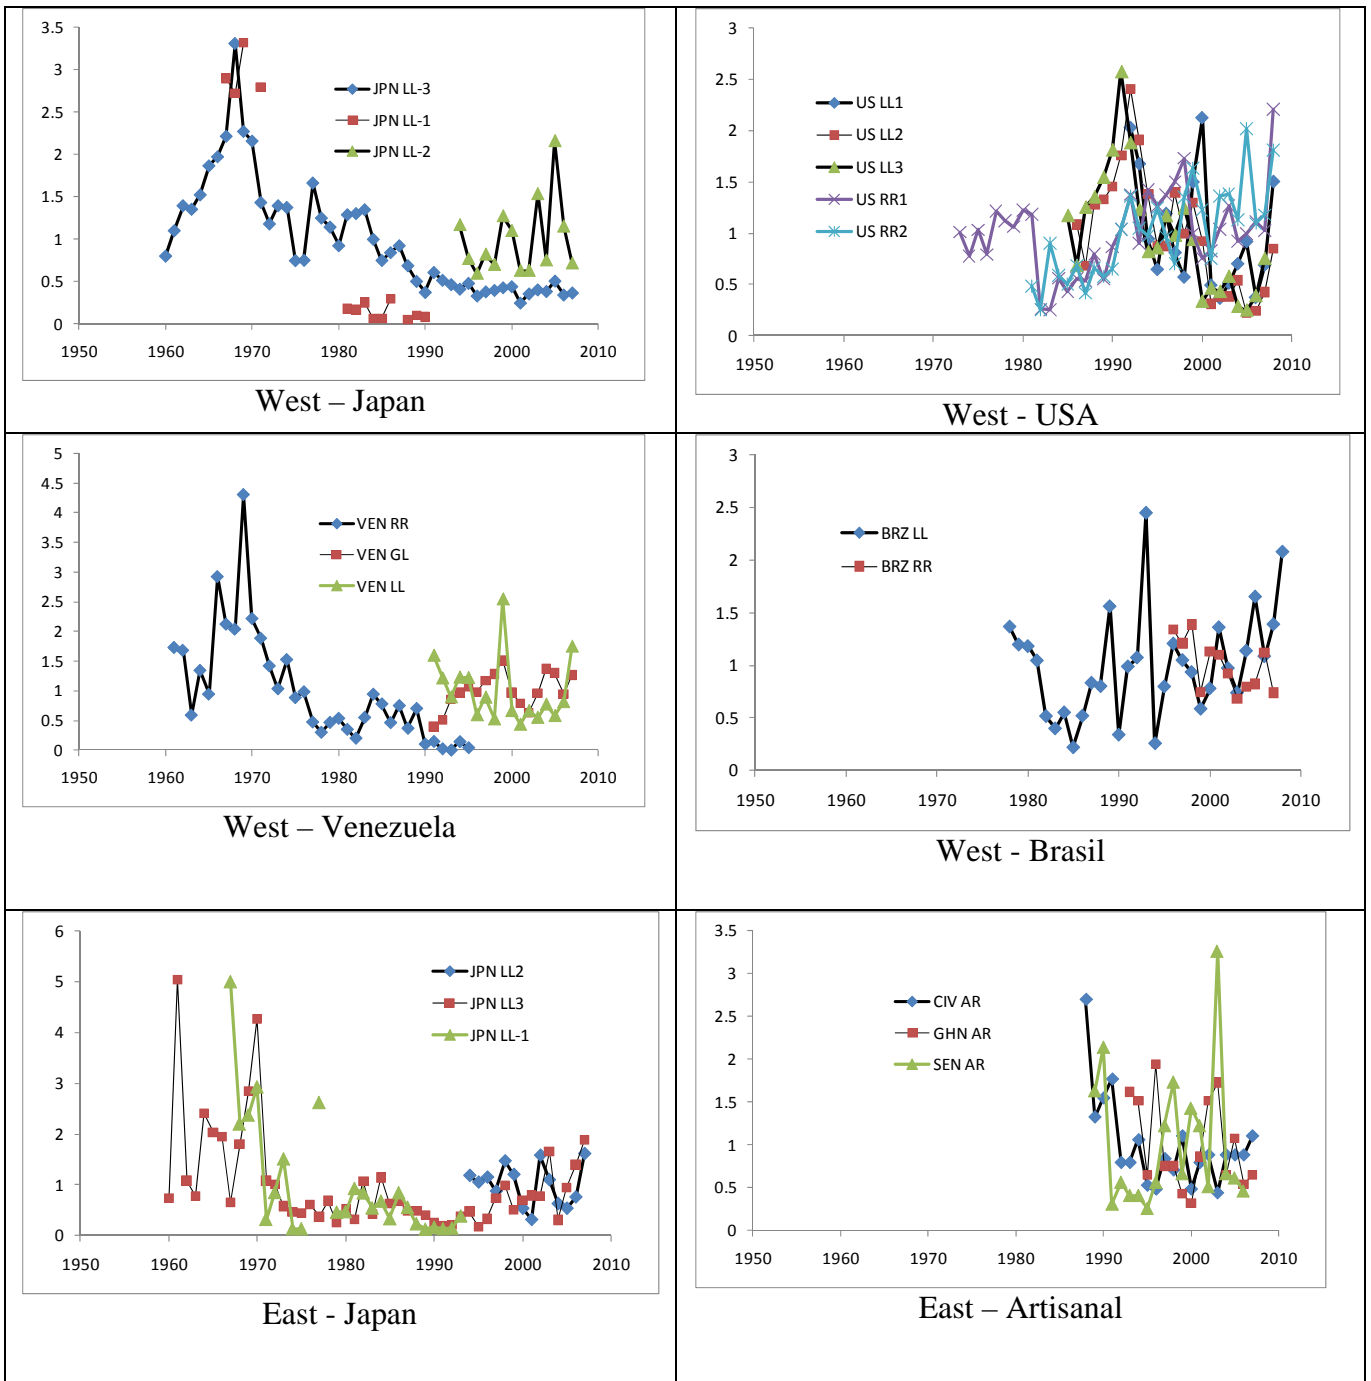 3.5
3
2.5
2
1.5
1
0.5
0
1950 1960 1970 1980 1990 2000 2010
JPN LL-3
JPN LL-1
JPN LL-2
West – Japan
3
2.5
2
1.5
1
0.5
0
1950 1960 1970 1980 1990 2000 2010
US LL1
US LL2
US LL3
US RR1
US RR2
West - USA
5
4.5
4
3.5
3
2.5
2
1.5
1
0.5
0
1950 1960 1970 1980 1990 2000 2010
VEN RR
VEN GL
VEN LL
West – Venezuela
3
2.5
2
1.5
1
0.5
0
1950 1960 1970 1980 1990 2000 2010
BRZ LL
BRZ RR
West - Brasil
6
5
4
3
2
1
0
1950 1960 1970 1980 1990 2000 2010
JPN LL2
JPN LL3
JPN LL-1
East - Japan
3.5
3
2.5
2
1.5
1
0.5
0
1950 1960 1970 1980 1990 2000 2010
CIV AR
GHN AR
SEN AR
East – Artisanal